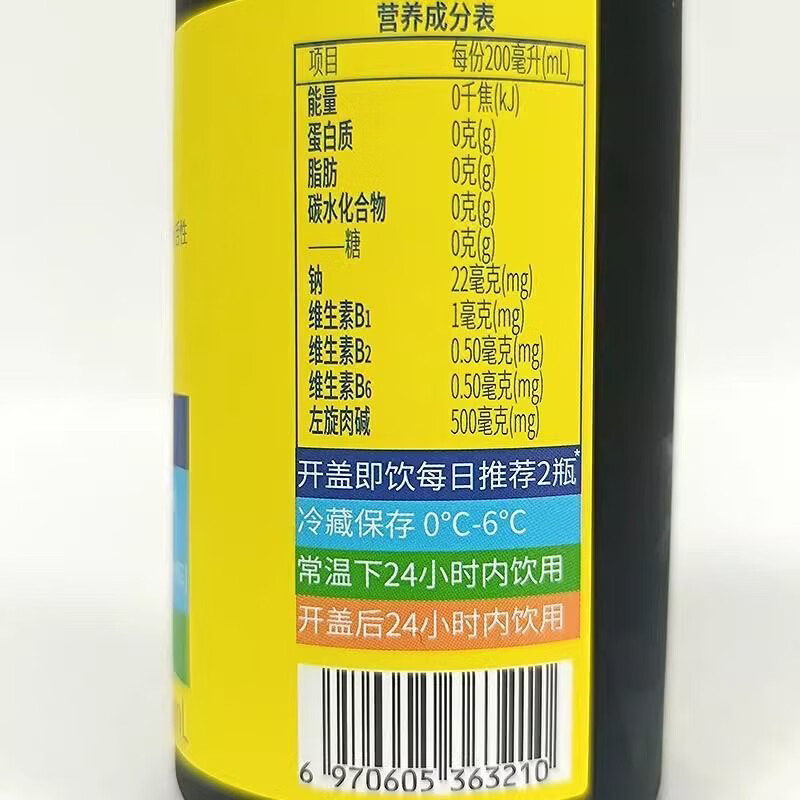 营养成分表
项目 每份200毫升(mL)
能量 0千焦(kJ)
蛋白质 0克(g)
脂肪 0克(g)
碳水化合物 0克(g)
——糖 0克(g)
钠 22毫克(mg)
维生素B1 1毫克(mg)
维生素B2 0.50毫克(mg)
维生素B6 0.50毫克(mg)
左旋肉碱 500毫克(mg)
开盖即饮每日推荐2瓶*
冷藏保存 0°C-6°C
常温下24小时内饮用
开盖后24小时内饮用
6 970605 363210